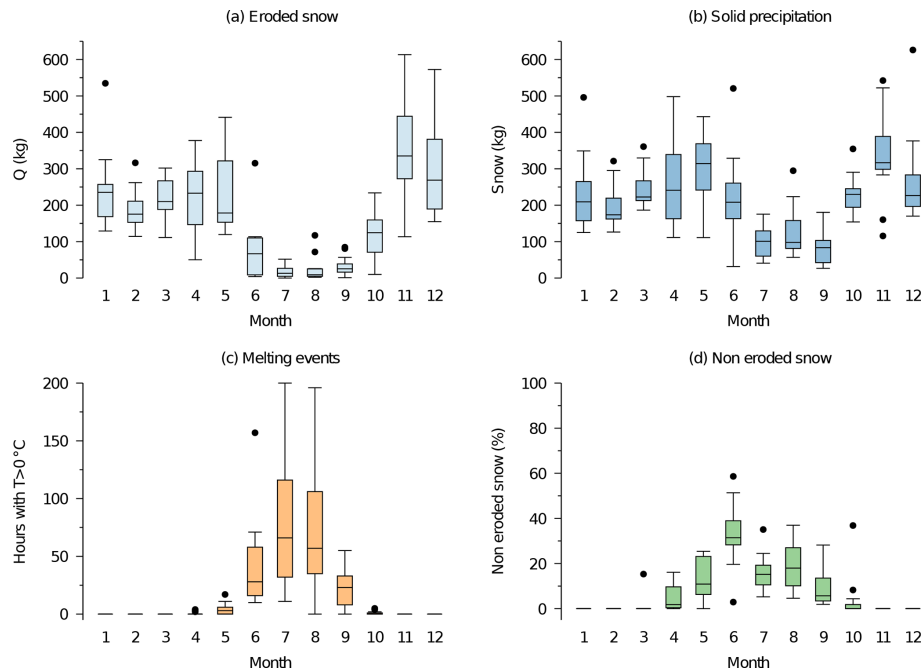 (a) Eroded snow
Q (kg)
600
500
400
300
200
100
0
1 2 3 4 5 6 7 8 9 10 11 12
Month
(b) Solid precipitation
Snow (kg)
600
500
400
300
200
100
0
1 2 3 4 5 6 7 8 9 10 11 12
Month
(c) Melting events
Hours with T>0°C
200
150
100
50
0
1 2 3 4 5 6 7 8 9 10 11 12
Month
(d) Non eroded snow
Non eroded snow (%)
100
80
60
40
20
0
1 2 3 4 5 6 7 8 9 10 11 12
Month